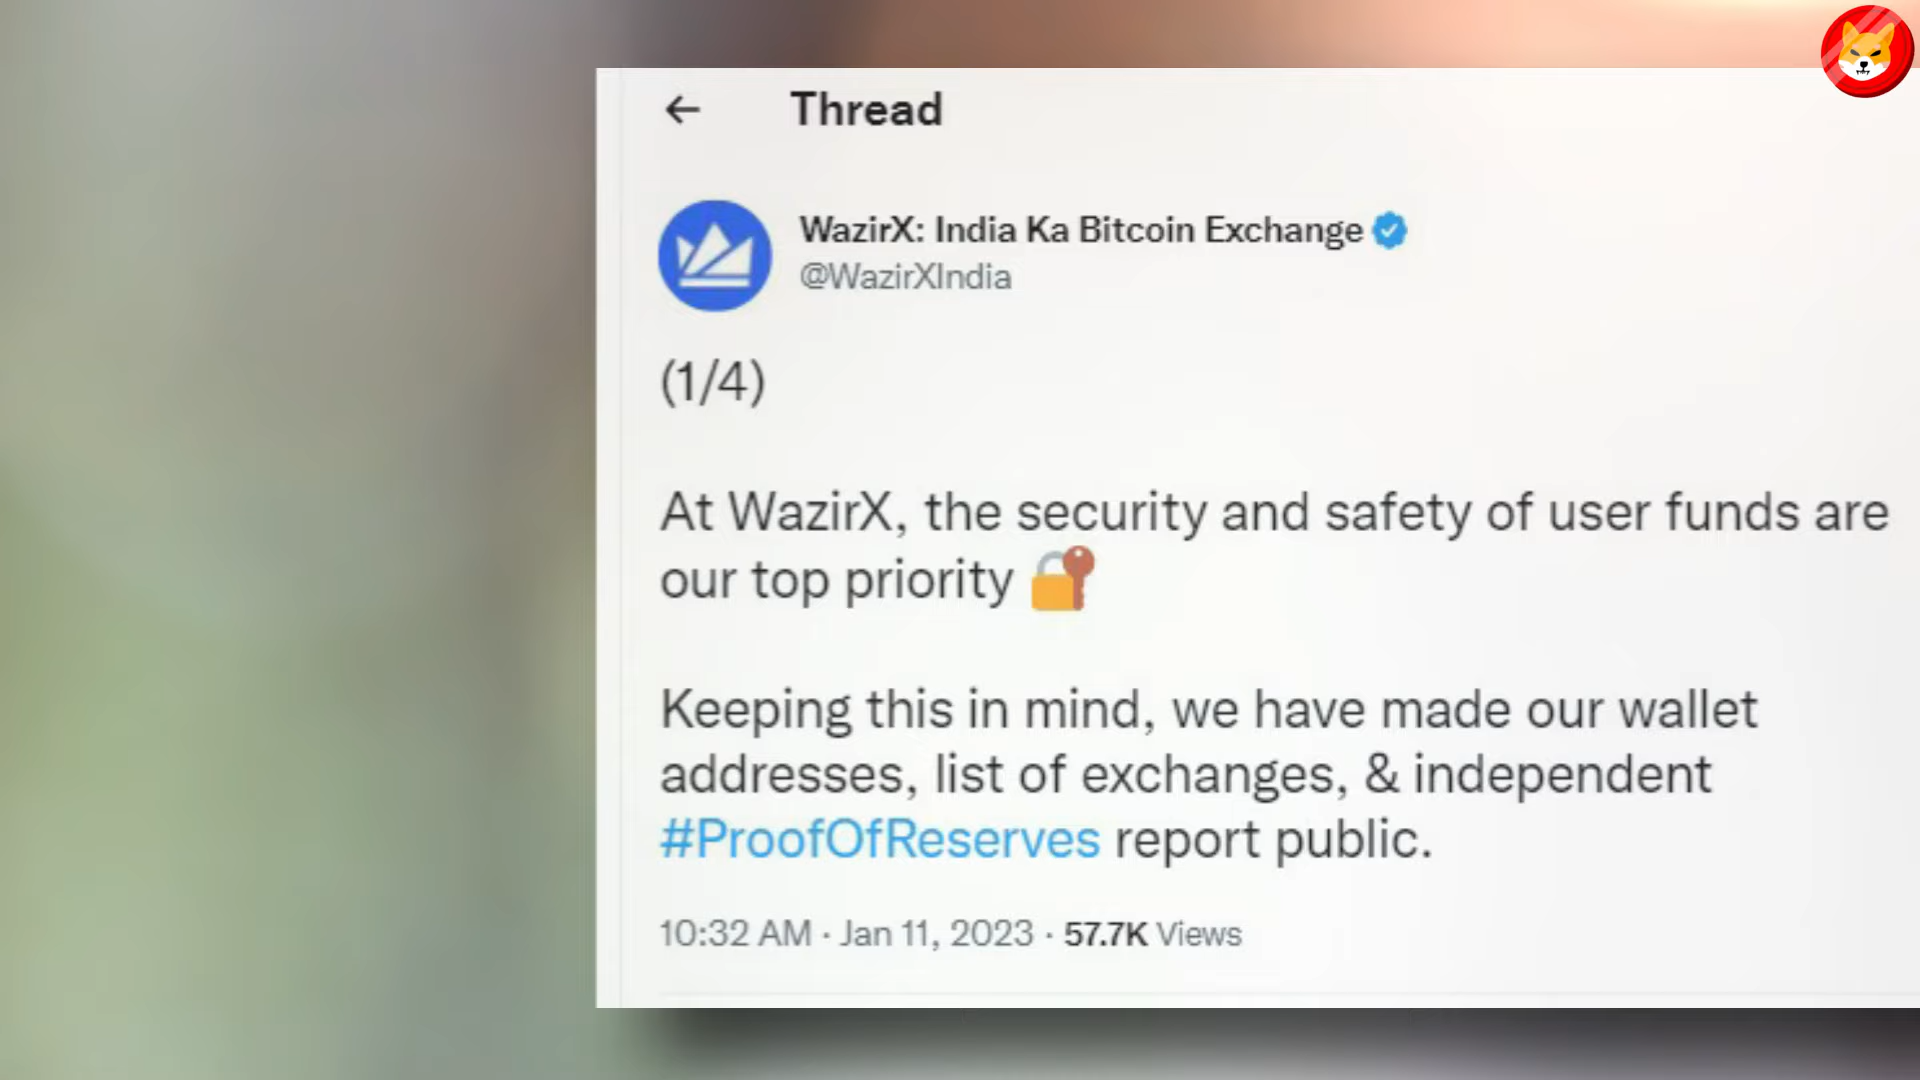 Thread
WazirX: India Ka Bitcoin Exchange
@WazirXIndia
(1/4)
At WazirX, the security and safety of user funds are
our top priority 🔐
Keeping this in mind, we have made our wallet
addresses, list of exchanges, & independent
#ProofOfReserves report public.
10:32 AM · Jan 11, 2023 · 57.7K Views